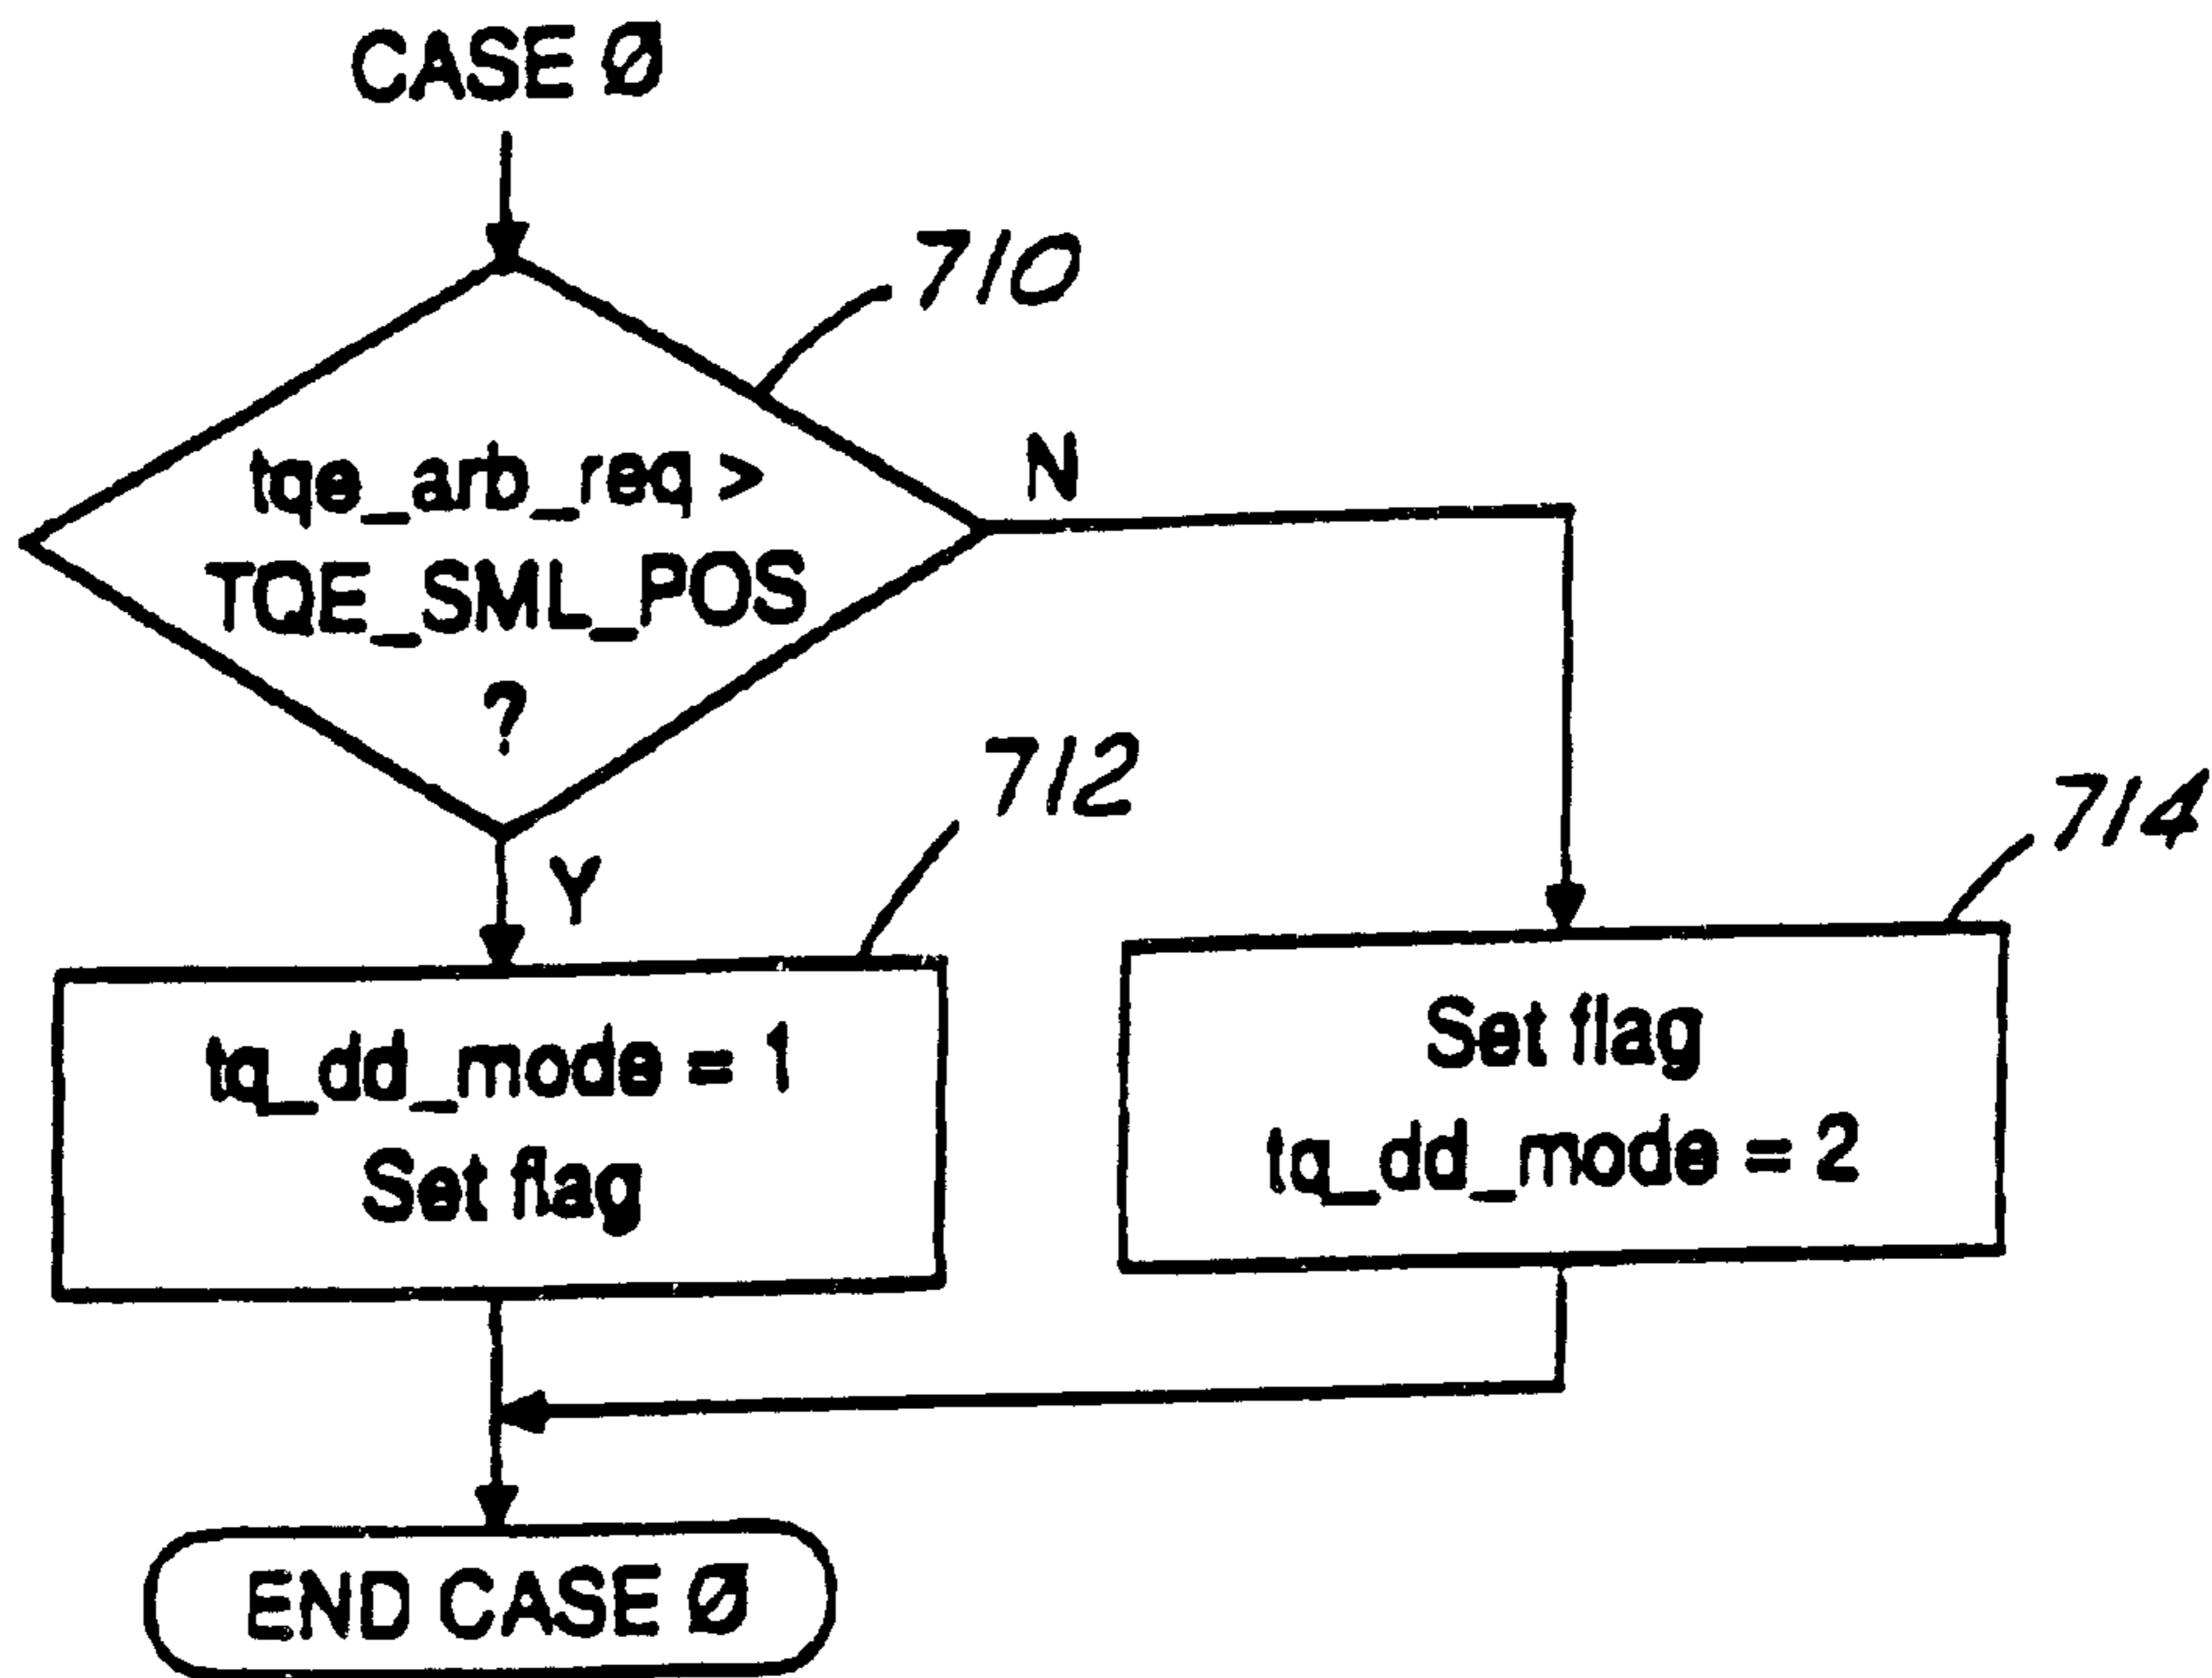 CASE Ø
710
tqe_arb_req >
TQE_SML_POS
?
N
Y
712
714
tq_dd_mode = 1
Set flag
Set flag
tq_dd_mode = 2
END CASE Ø